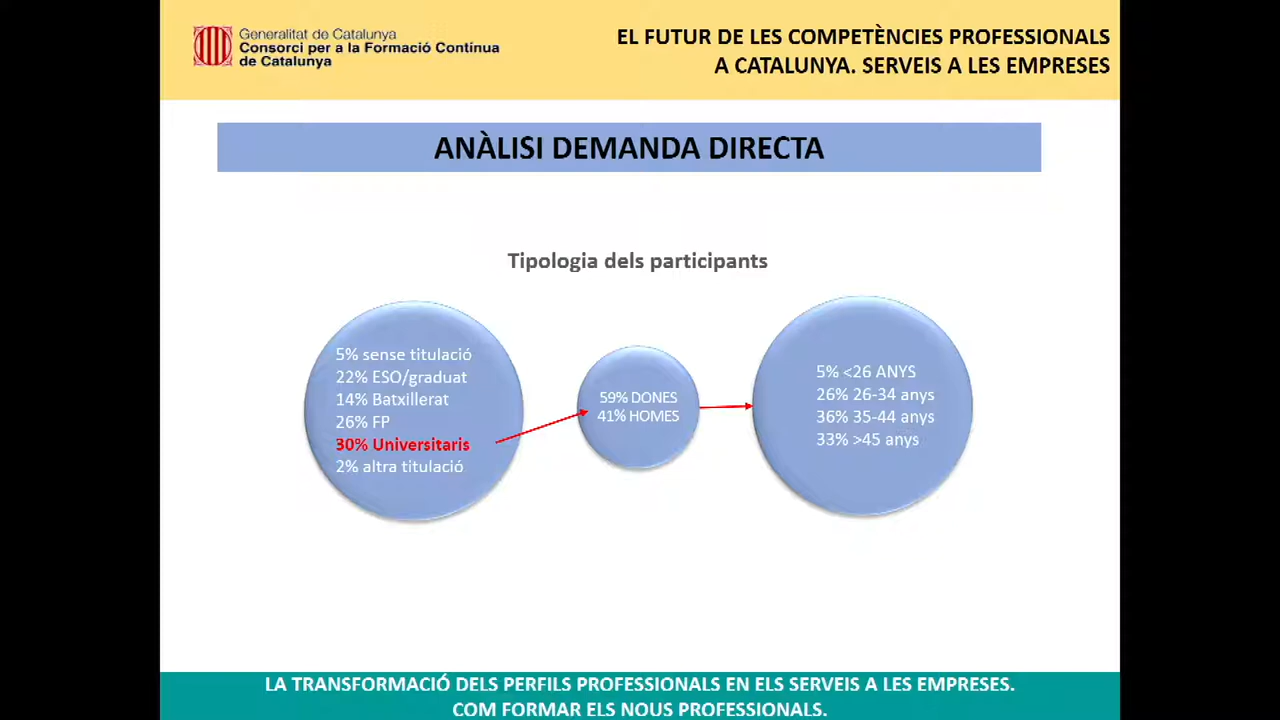 Generalitat de Catalunya
Consorci per a la Formació Contínua
de Catalunya
EL FUTUR DE LES COMPETÈNCIES PROFESSIONALS
A CATALUNYA. SERVEIS A LES EMPRESES
ANÀLISI DEMANDA DIRECTA
Tipologia dels participants
5% sense titulació
22% ESO/graduat
14% Batxillerat
26% FP
30% Universitaris
2% altra titulació
59% DONES
41% HOMES
5% <26 ANYS
26% 26-34 anys
36% 35-44 anys
33% >45 anys
LA TRANSFORMACIÓ DELS PERFILS PROFESSIONALS EN ELS SERVEIS A LES EMPRESES.
COM FORMAR ELS NOUS PROFESSIONALS.